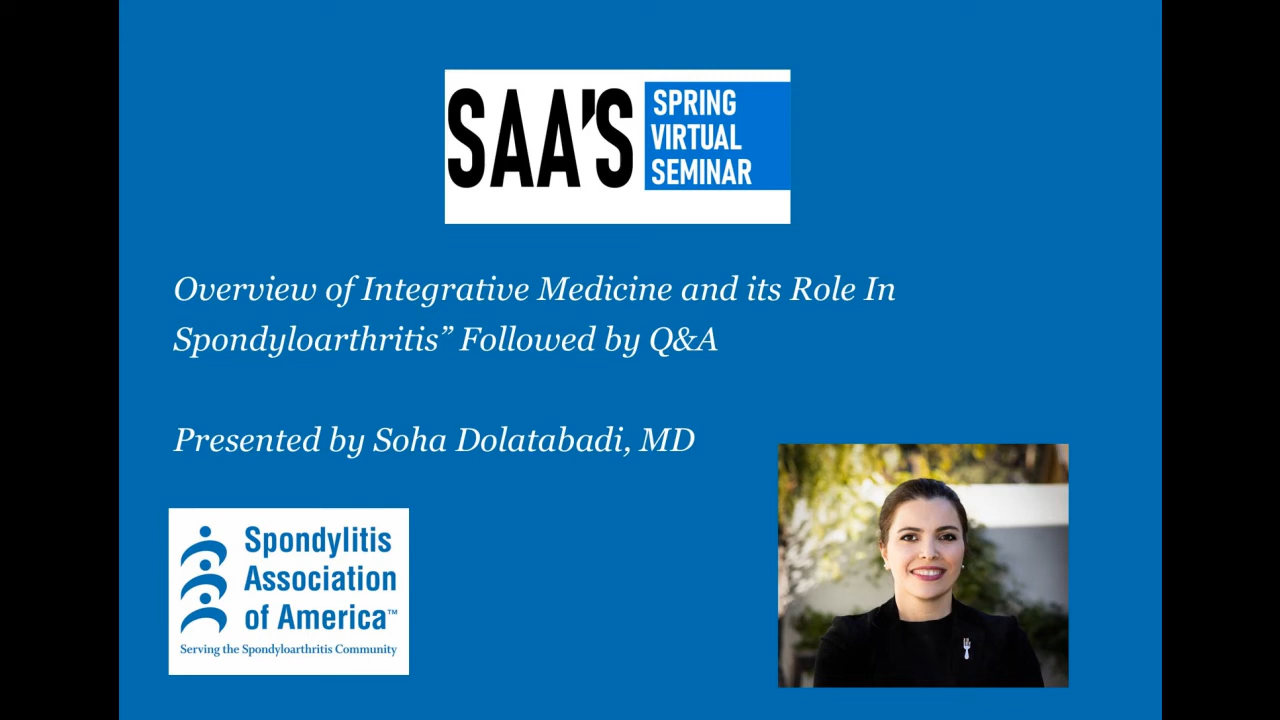 SAA'S
SPRING
VIRTUAL
SEMINAR
Overview of Integrative Medicine and its Role In
Spondyloarthritis” Followed by Q&A
Presented by Soha Dolatabadi, MD
Spondylitis
Association
of America™
Serving the Spondyloarthritis Community